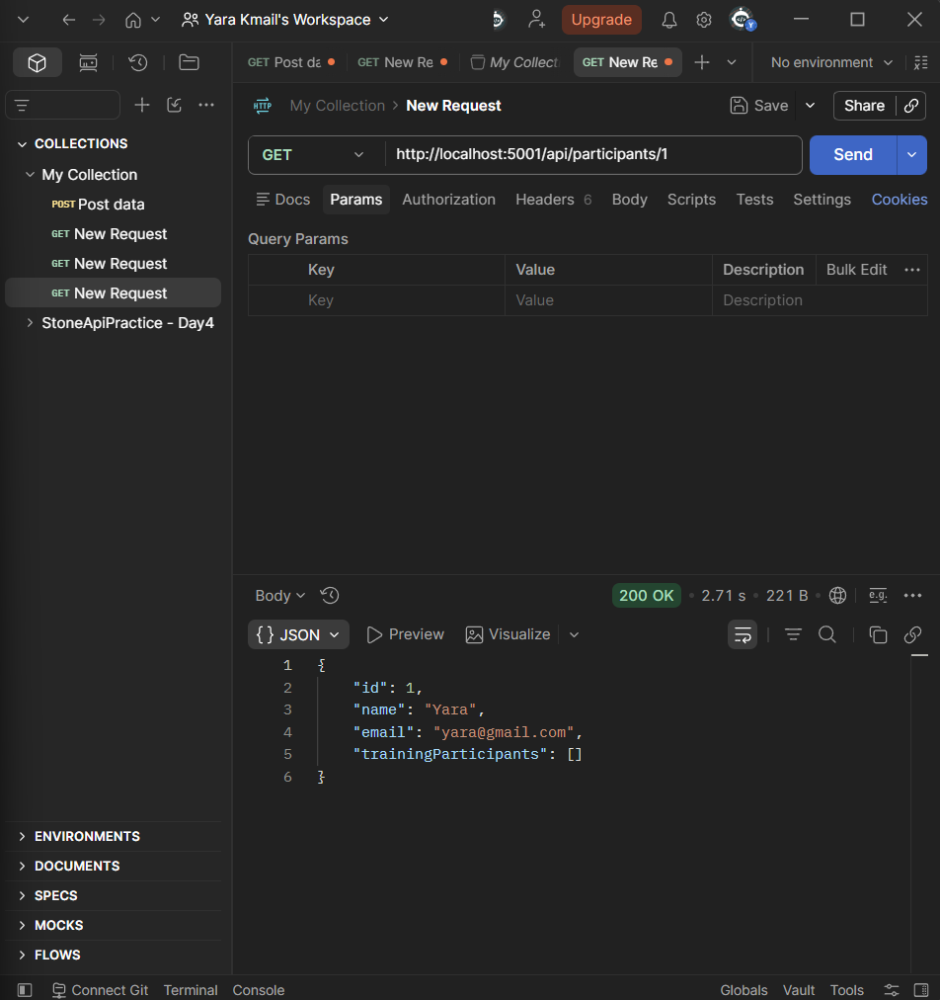 Yara Kmail's Workspace
Upgrade
Y
GET Post da
GET New Re
My Collect
GET New Re
No environment
HTTP My Collection > New Request
Save
Share
GET
http://localhost:5001/api/participants/1
Send
Docs
Params
Authorization
Headers 6
Body
Scripts
Tests
Settings
Cookies
Query Params
Key Value Description Bulk Edit
Key Value Description
COLLECTIONS
My Collection
POST Post data
GET New Request
GET New Request
GET New Request
StoneApiPractice - Day4
ENVIRONMENTS
DOCUMENTS
SPECS
MOCKS
FLOWS
Body
200 OK • 2.71 s • 221 B
e.g.
{} JSON
Preview
Visualize
1 {
2 "id": 1,
3 "name": "Yara",
4 "email": "yara@gmail.com",
5 "trainingParticipants": []
6 }
Connect Git Terminal Console Globals Vault Tools